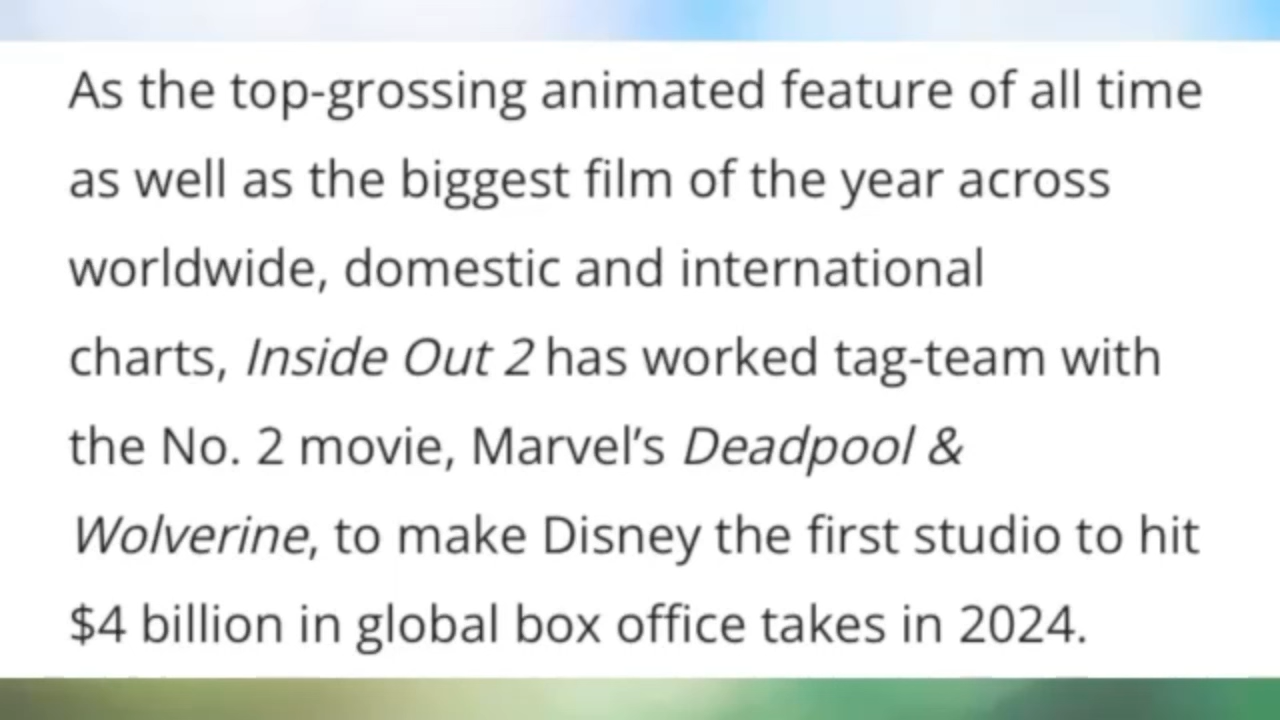 As the top-grossing animated feature of all time
as well as the biggest film of the year across
worldwide, domestic and international
charts, Inside Out 2 has worked tag-team with
the No. 2 movie, Marvel’s Deadpool &
Wolverine, to make Disney the first studio to hit
$4 billion in global box office takes in 2024.